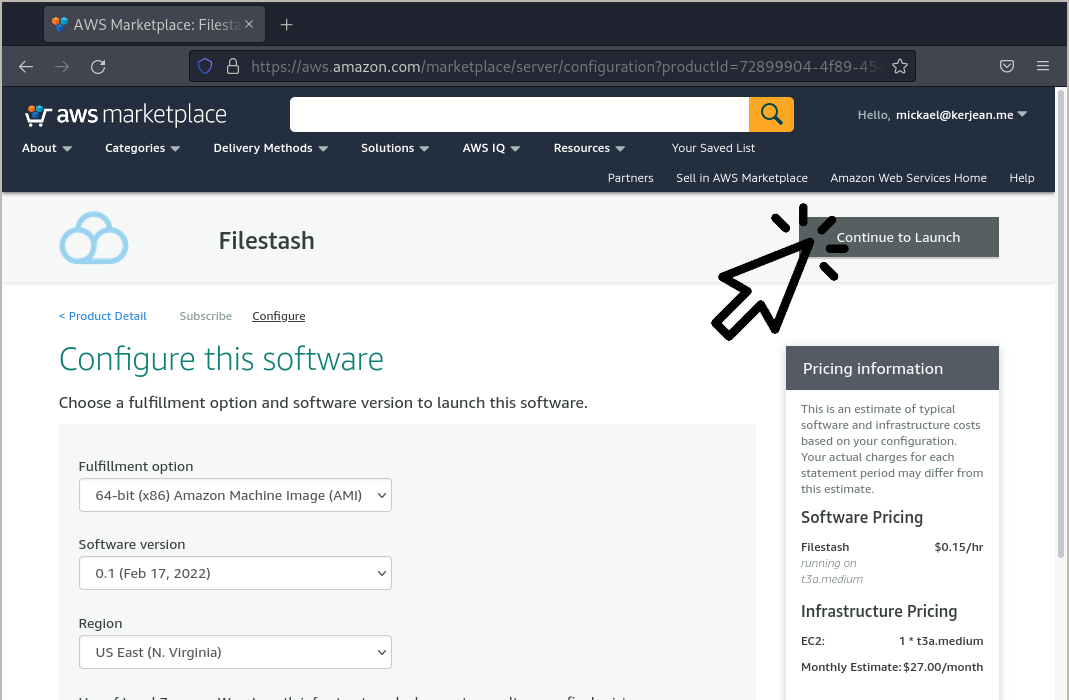 AWS Marketplace: Filesta
https://aws.amazon.com/marketplace/server/configuration?productId=72899904-4f89-454
aws marketplace
Hello, mickael@kerjean.me
About Categories Delivery Methods Solutions AWS IQ Resources Your Saved List
Partners Sell in AWS Marketplace Amazon Web Services Home Help
Filestash
Continue to Launch
< Product Detail Subscribe Configure
Configure this software
Choose a fulfillment option and software version to launch this software.
Fulfillment option
64-bit (x86) Amazon Machine Image (AMI)
Software version
0.1 (Feb 17, 2022)
Region
US East (N. Virginia)
Pricing information
This is an estimate of typical
software and infrastructure costs
based on your configuration.
Your actual charges for each
statement period may differ from
this estimate.
Software Pricing
Filestash $0.15/hr
running on
t3a.medium
Infrastructure Pricing
EC2: 1 * t3a.medium
Monthly Estimate: $27.00/month